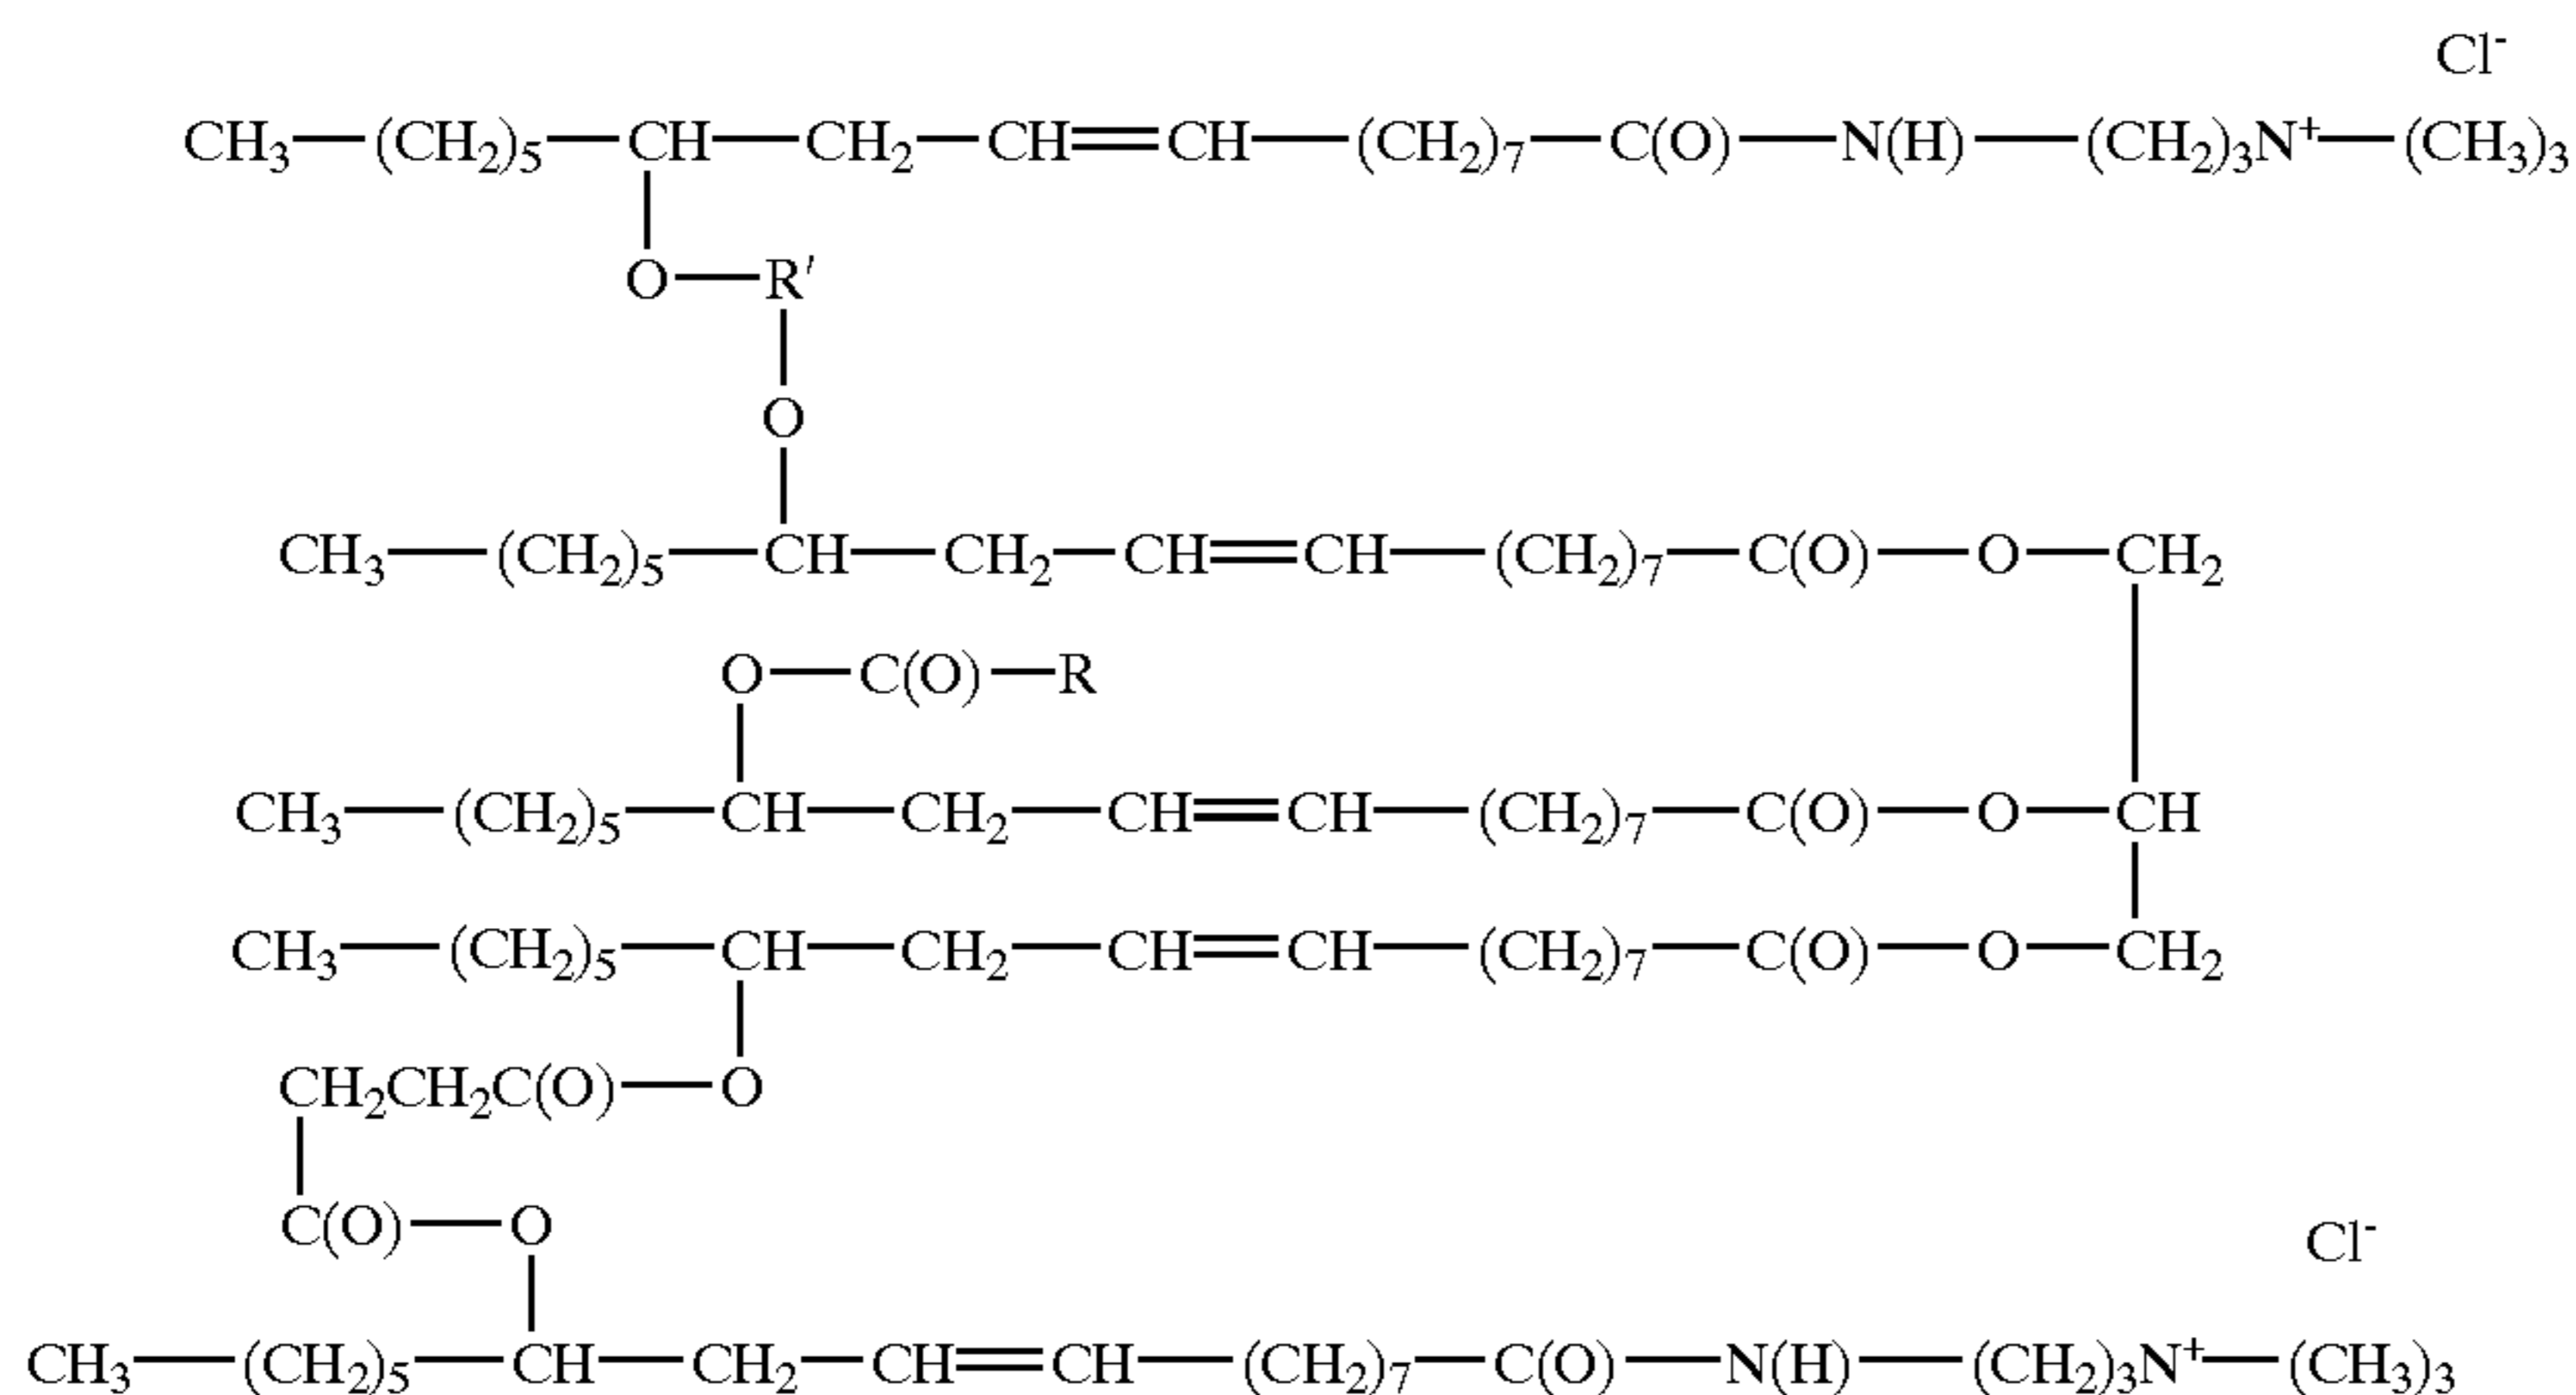 Cl⁻
CH₃—(CH₂)₅—CH—CH₂—CH=CH—(CH₂)₇—C(O)—N(H)—(CH₂)₃N⁺—(CH₃)₃
O—R'
O
CH₃—(CH₂)₅—CH—CH₂—CH=CH—(CH₂)₇—C(O)—O—CH₂
O—C(O)—R
CH₃—(CH₂)₅—CH—CH₂—CH=CH—(CH₂)₇—C(O)—O—CH
CH₃—(CH₂)₅—CH—CH₂—CH=CH—(CH₂)₇—C(O)—O—CH₂
CH₂CH₂C(O)—O
C(O)—O
Cl⁻
CH₃—(CH₂)₅—CH—CH₂—CH=CH—(CH₂)₇—C(O)—N(H)—(CH₂)₃N⁺—(CH₃)₃